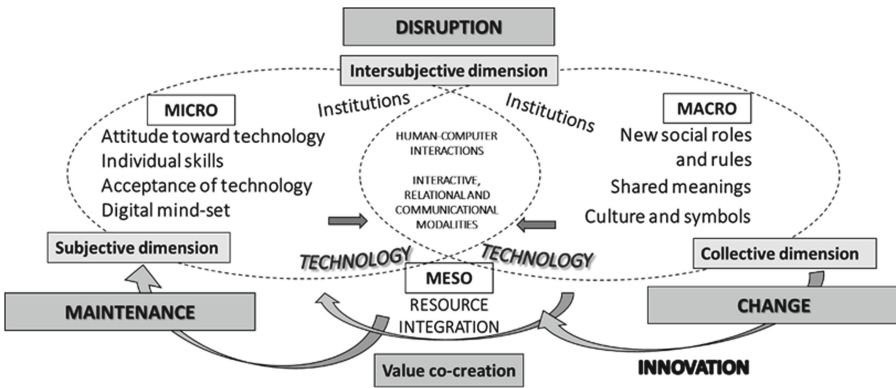 DISRUPTION
Intersubjective dimension
MICRO
Institutions
Institutions
MACRO
Attitude toward technology
Individual skills
Acceptance of technology
Digital mind-set
HUMAN-COMPUTER
INTERACTIONS
INTERACTIVE,
RELATIONAL AND
COMMUNICATIONAL
MODALITIES
New social roles
and rules
Shared meanings
Culture and symbols
Subjective dimension
TECHNOLOGY
TECHNOLOGY
Collective dimension
MESO
RESOURCE
INTEGRATION
MAINTENANCE
CHANGE
Value co-creation
INNOVATION